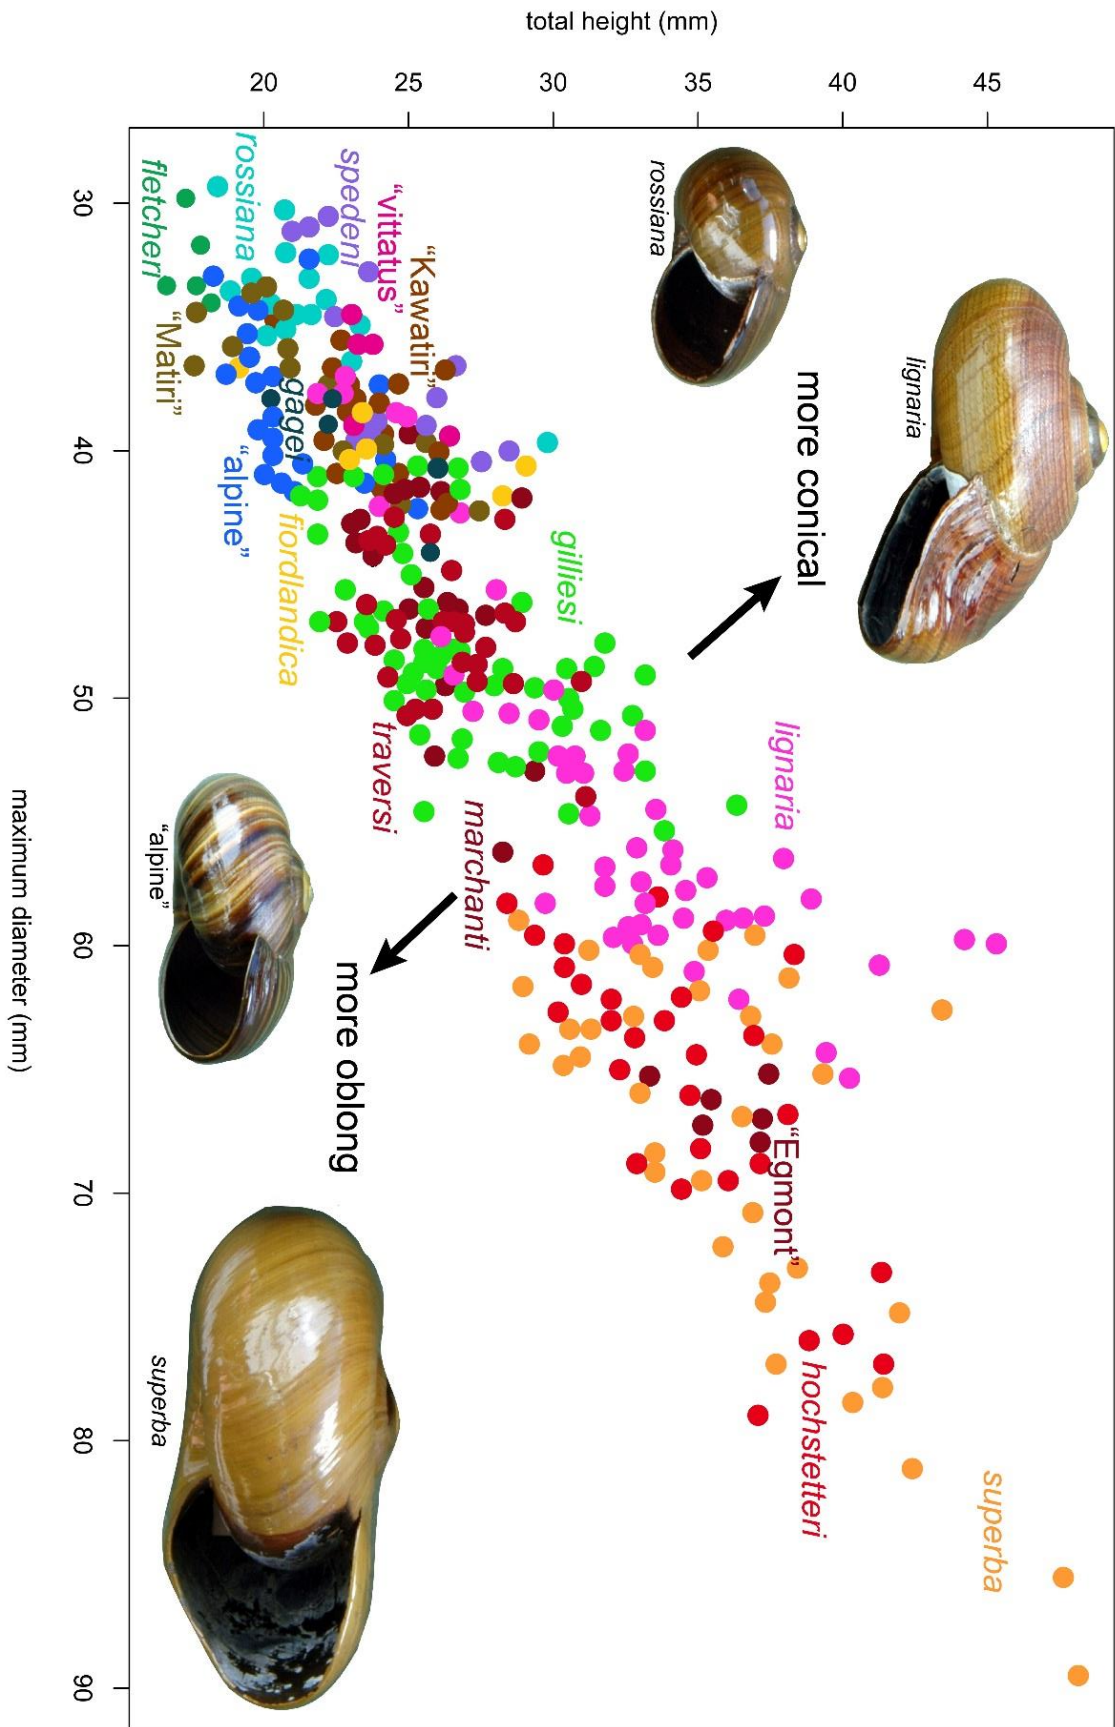 total height (mm)
20
25
30
35
40
45
30
40
50
60
70
80
90
maximum diameter (mm)
fletcheri
rossiana
spedeni
“vittatus”
“Kawatiri”
“Matiri”
gagei
“alpine”
fiordlandica
gilliesi
traversi
marchanti
lignaria
“Egmont”
hochstetteri
superba
rossiana
lignaria
more conical
“alpine”
more oblong
superba